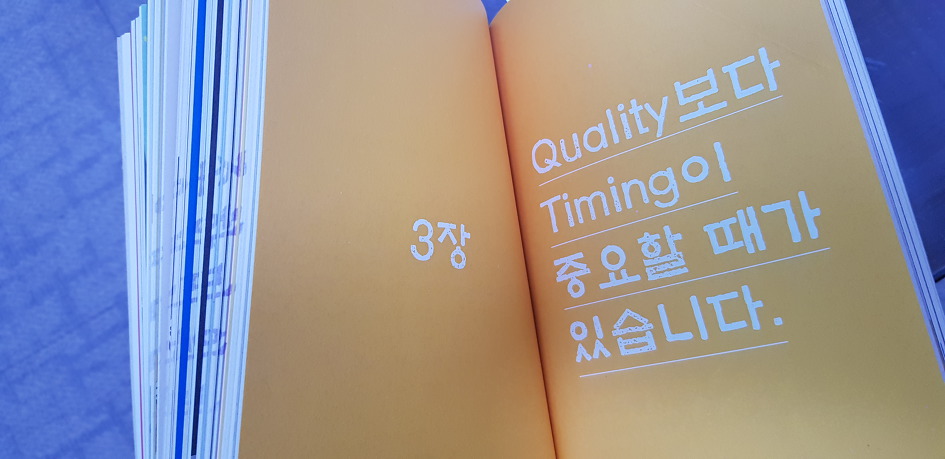 3장
Quality보다
Timing이
중요할 때가
있습니다.